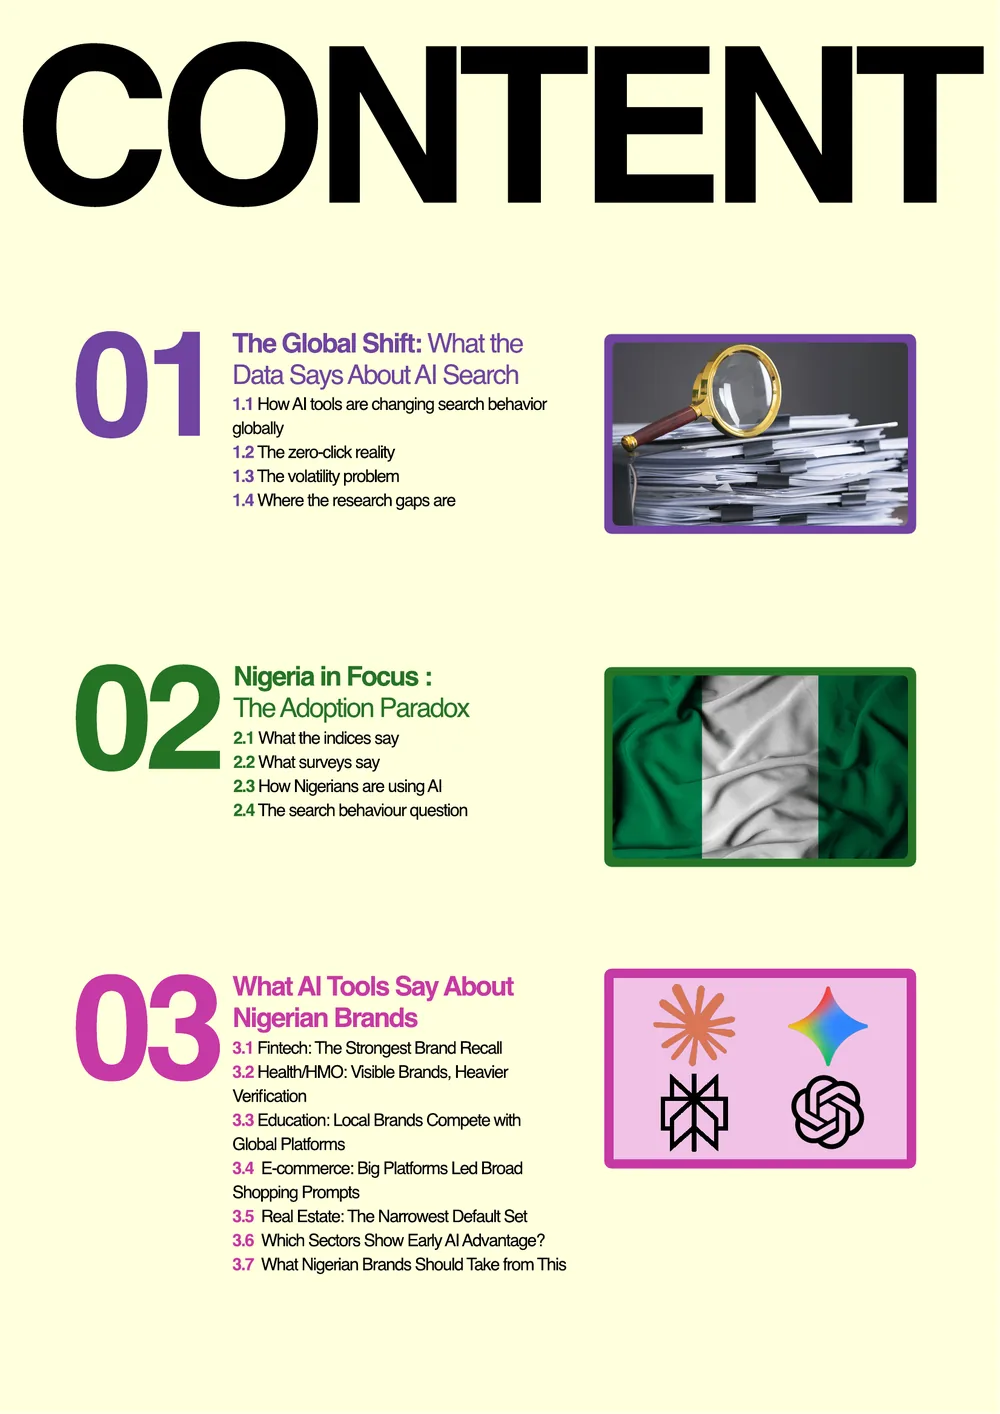 CONTENT
01
The Global Shift: What the
Data Says About AI Search
1.1 How AI tools are changing search behavior
globally
1.2 The zero-click reality
1.3 The volatility problem
1.4 Where the research gaps are
02
Nigeria in Focus :
The Adoption Paradox
2.1 What the indices say
2.2 What surveys say
2.3 How Nigerians are using AI
2.4 The search behaviour question
03
What AI Tools Say About
Nigerian Brands
3.1 Fintech: The Strongest Brand Recall
3.2 Health/HMO: Visible Brands, Heavier
Verification
3.3 Education: Local Brands Compete with
Global Platforms
3.4 E-commerce: Big Platforms Led Broad
Shopping Prompts
3.5 Real Estate: The Narrowest Default Set
3.6 Which Sectors Show Early AI Advantage?
3.7 What Nigerian Brands Should Take from This